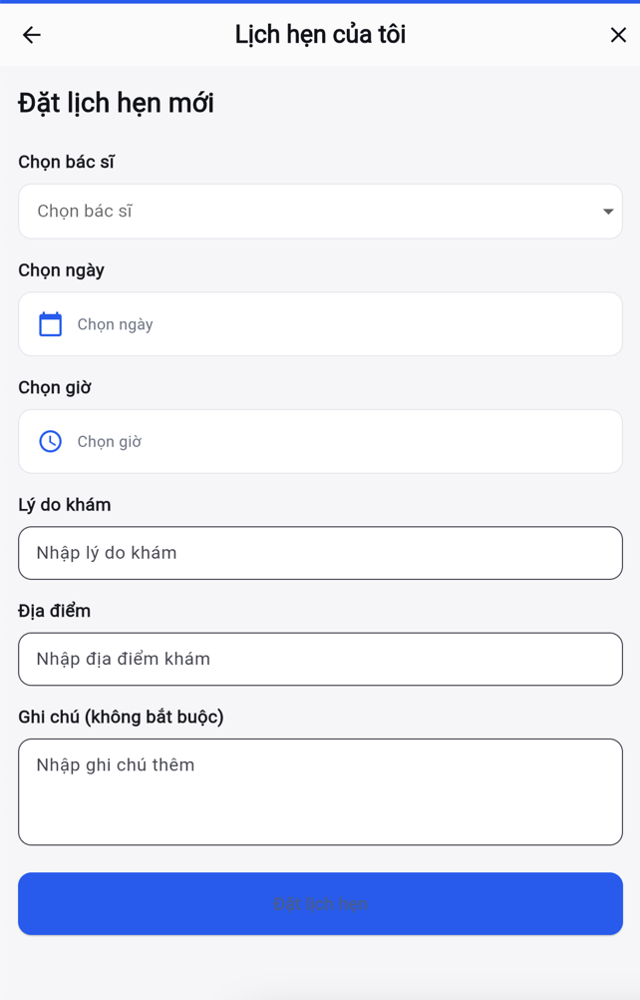 Lịch hẹn của tôi
Đặt lịch hẹn mới
Chọn bác sĩ
Chọn bác sĩ
Chọn ngày
Chọn ngày
Chọn giờ
Chọn giờ
Lý do khám
Nhập lý do khám
Địa điểm
Nhập địa điểm khám
Ghi chú (không bắt buộc)
Nhập ghi chú thêm
Đặt lịch hẹn